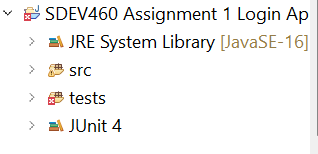 SDEV460 Assignment 1 Login Ap
JRE System Library [JavaSE-16]
src
tests
JUnit 4